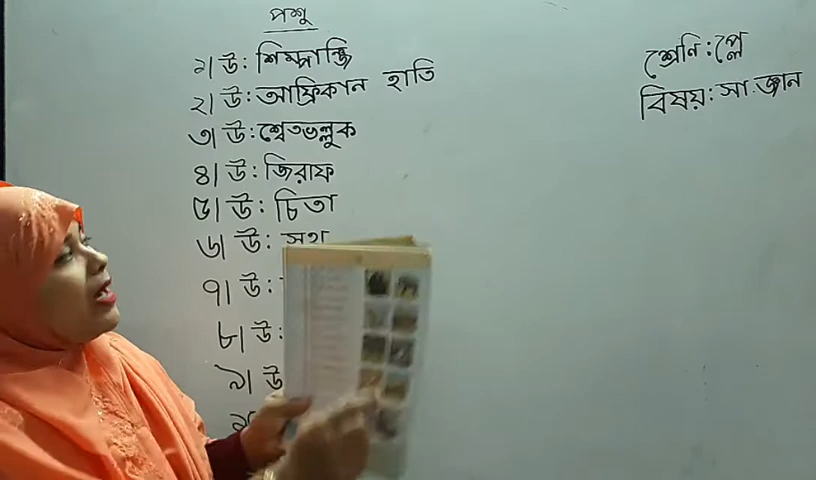 পশু
শ্রেণি : প্লে
বিষয়: সা. জ্ঞান
১। উ: শিম্পাঞ্জি
২। উ: আফ্রিকান হাতি
৩। উ: শ্বেতভল্লুক
৪। উ: জিরাফ
৫। উ: চিতা
৬। উ:
৭। উ:
৮। উ:
৯। উ